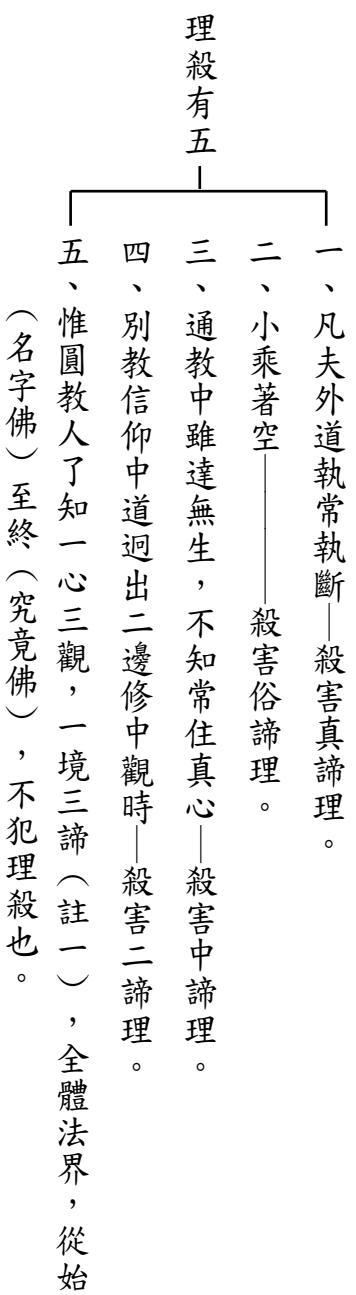 理殺有五
一、凡夫外道執常執斷—殺害真諦理。
二、小乘著空————殺害俗諦理。
三、通教中雖達無生，不知常住真心—殺害中諦理。
四、別教信仰中道迥出二邊修中觀時—殺害二諦理。
五、惟圓教人了知一心三觀，一境三諦（註一），全體法界，從始
（名字佛）至終（究竟佛），不犯理殺也。